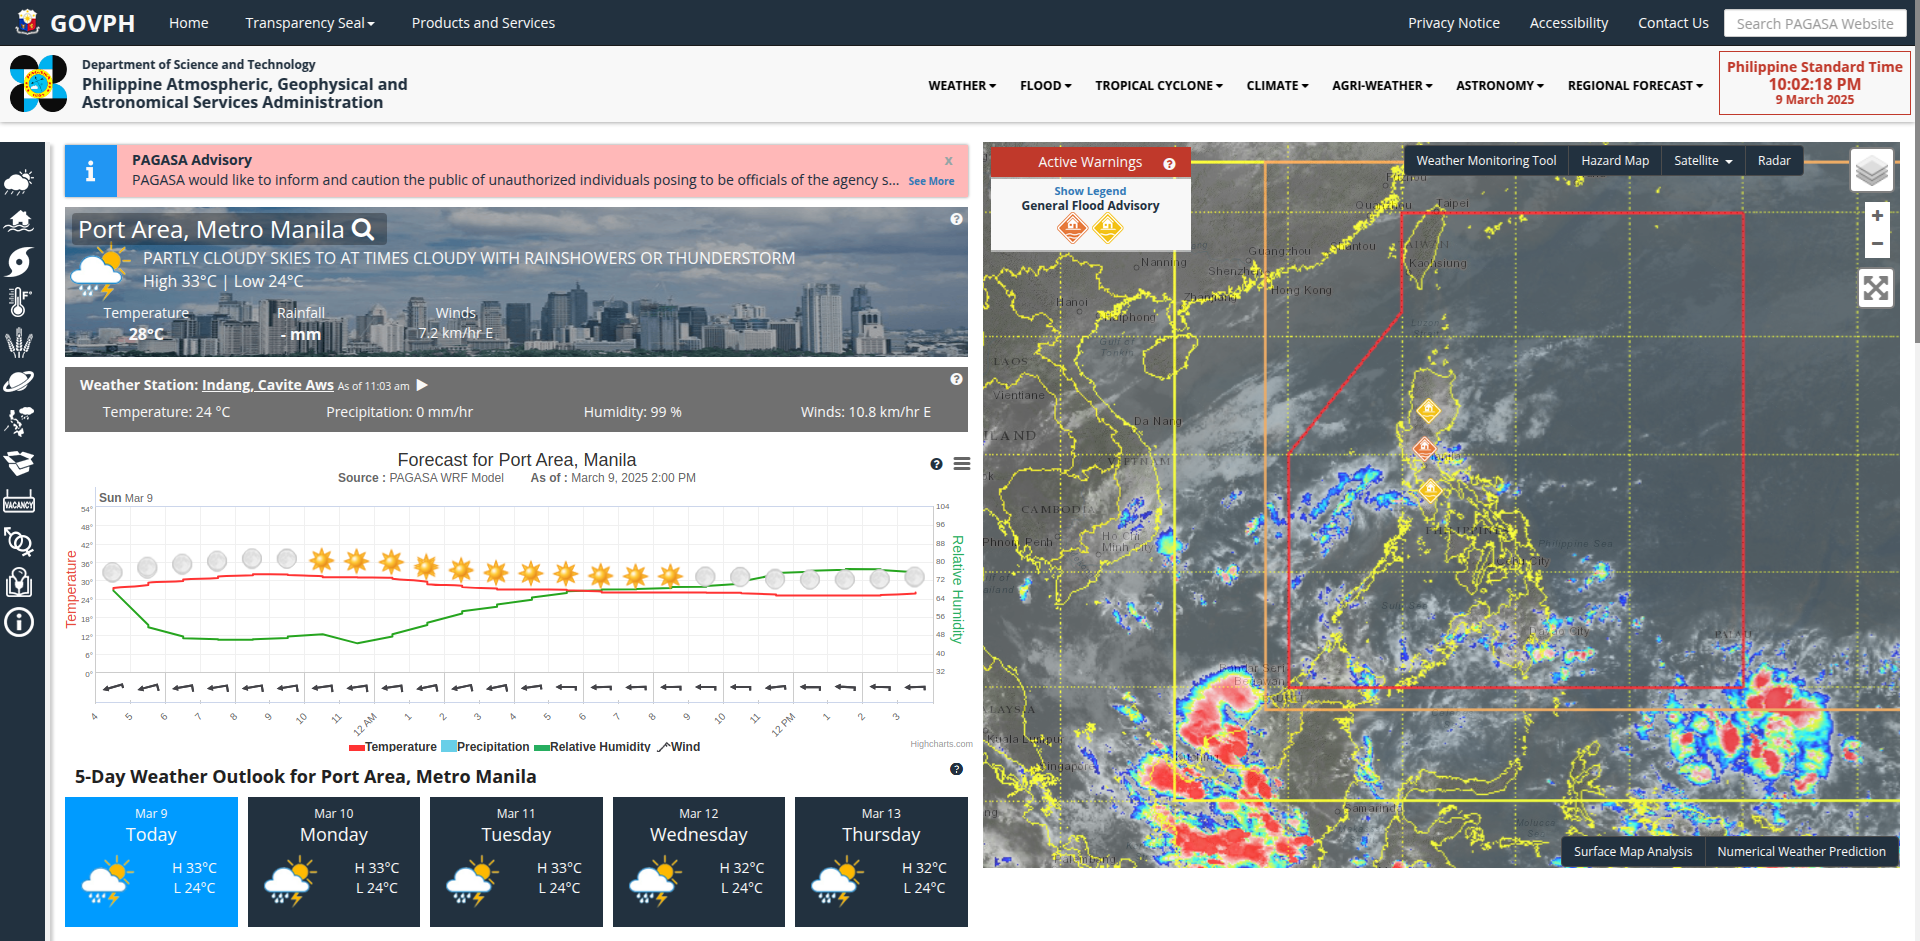 GOVPH
Home
Transparency Seal
Products and Services
Privacy Notice
Accessibility
Contact Us
Search PAGASA Website
Department of Science and Technology
Philippine Atmospheric, Geophysical and
Astronomical Services Administration
WEATHER
FLOOD
TROPICAL CYCLONE
CLIMATE
AGRI-WEATHER
ASTRONOMY
REGIONAL FORECAST
Philippine Standard Time
10:02:18 PM
9 March 2025
VACANCY
PAGASA Advisory
x
PAGASA would like to inform and caution the public of unauthorized individuals posing to be officials of the agency s... See More
Port Area, Metro Manila
PARTLY CLOUDY SKIES TO AT TIMES CLOUDY WITH RAINSHOWERS OR THUNDERSTORM
High 33°C | Low 24°C
Temperature
28°C
Rainfall
- mm
Winds
7.2 km/hr E
Weather Station: Indang, Cavite Aws As of 11:03 am
Temperature: 24 °C
Precipitation: 0 mm/hr
Humidity: 99 %
Winds: 10.8 km/hr E
Forecast for Port Area, Manila
Source : PAGASA WRF Model As of : March 9, 2025 2:00 PM
Sun Mar 9
Temperature
54°
48°
42°
36°
30°
24°
18°
12°
6°
0°
104
96
88
80
72
64
56
48
40
32
Relative Humidity
4 5 6 7 8 9 10 11 12 AM 1 2 3 4 5 6 7 8 9 10 11 12 PM 1 2 3
Temperature Precipitation Relative Humidity Wind
Highcharts.com
5-Day Weather Outlook for Port Area, Metro Manila
Mar 9
Today
H 33°C
L 24°C
Mar 10
Monday
H 33°C
L 24°C
Mar 11
Tuesday
H 33°C
L 24°C
Mar 12
Wednesday
H 32°C
L 24°C
Mar 13
Thursday
H 32°C
L 24°C
Active Warnings
Show Legend
General Flood Advisory
Weather Monitoring Tool
Hazard Map
Satellite
Radar
+
−
Taipei
Guangzhou
Kaohsiung
Nanning
Shenzhen
Hong Kong
Hanoi
LAOS
Vientiane
Da Nang
VIETNAM
CAMBODIA
Phnom Penh
Ho Chi
Minh City
Philippine Sea
Davao City
PALAU
Bandar Seri
Begawan
Kuala Lumpur
Singapore
Kuching
Samarinda
Surface Map Analysis
Numerical Weather Prediction